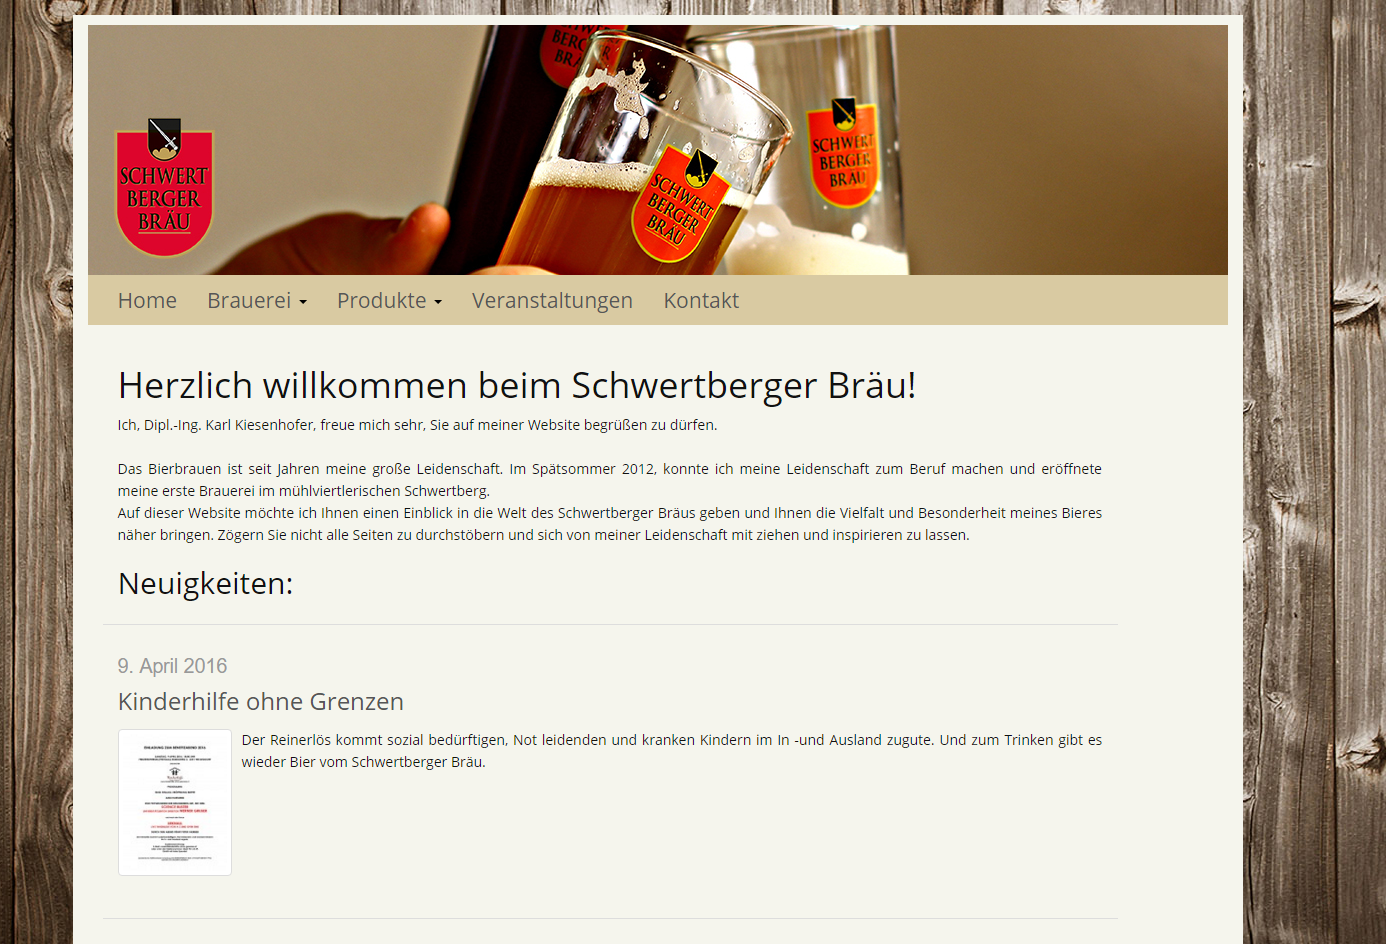 SCHWERT
BERGER
BRÄU
SCHWERT
BERGER
BRÄU
SCHWERT
BERGER
BRÄU
Home Brauerei Produkte Veranstaltungen Kontakt
Herzlich willkommen beim Schwertberger Bräu!
Ich, Dipl.-Ing. Karl Kiesenhofer, freue mich sehr, Sie auf meiner Website begrüßen zu dürfen.
Das Bierbrauen ist seit Jahren meine große Leidenschaft. Im Spätsommer 2012, konnte ich meine Leidenschaft zum Beruf machen und eröffnete
meine erste Brauerei im mühlviertlerischen Schwertberg.
Auf dieser Website möchte ich Ihnen einen Einblick in die Welt des Schwertberger Bräus geben und Ihnen die Vielfalt und Besonderheit meines Bieres
näher bringen. Zögern Sie nicht alle Seiten zu durchstöbern und sich von meiner Leidenschaft mit ziehen und inspirieren zu lassen.
Neuigkeiten:
9. April 2016
Kinderhilfe ohne Grenzen
Der Reinerlös kommt sozial bedürftigen, Not leidenden und kranken Kindern im In -und Ausland zugute. Und zum Trinken gibt es
wieder Bier vom Schwertberger Bräu.